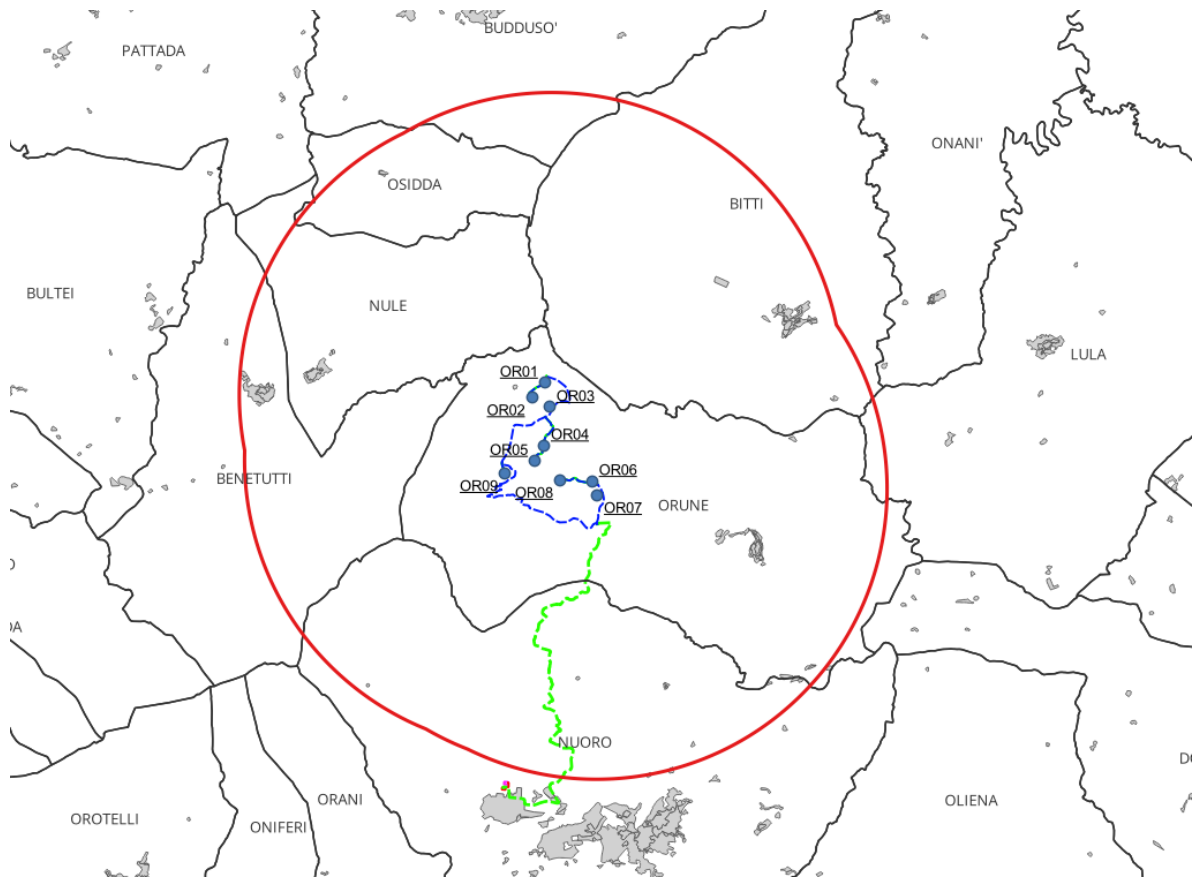 BUDDUSO'
PATTADA
ONANI'
OSIDDA
BITTI
BULTEI
NULE
LULA
OR01
OR03
OR02
OR04
OR05
OR06
BENETUTTI
OR09
OR08
OR07
ORUNE
NUORO
ORANI
OLIENA
OROTELLI
ONIFERI